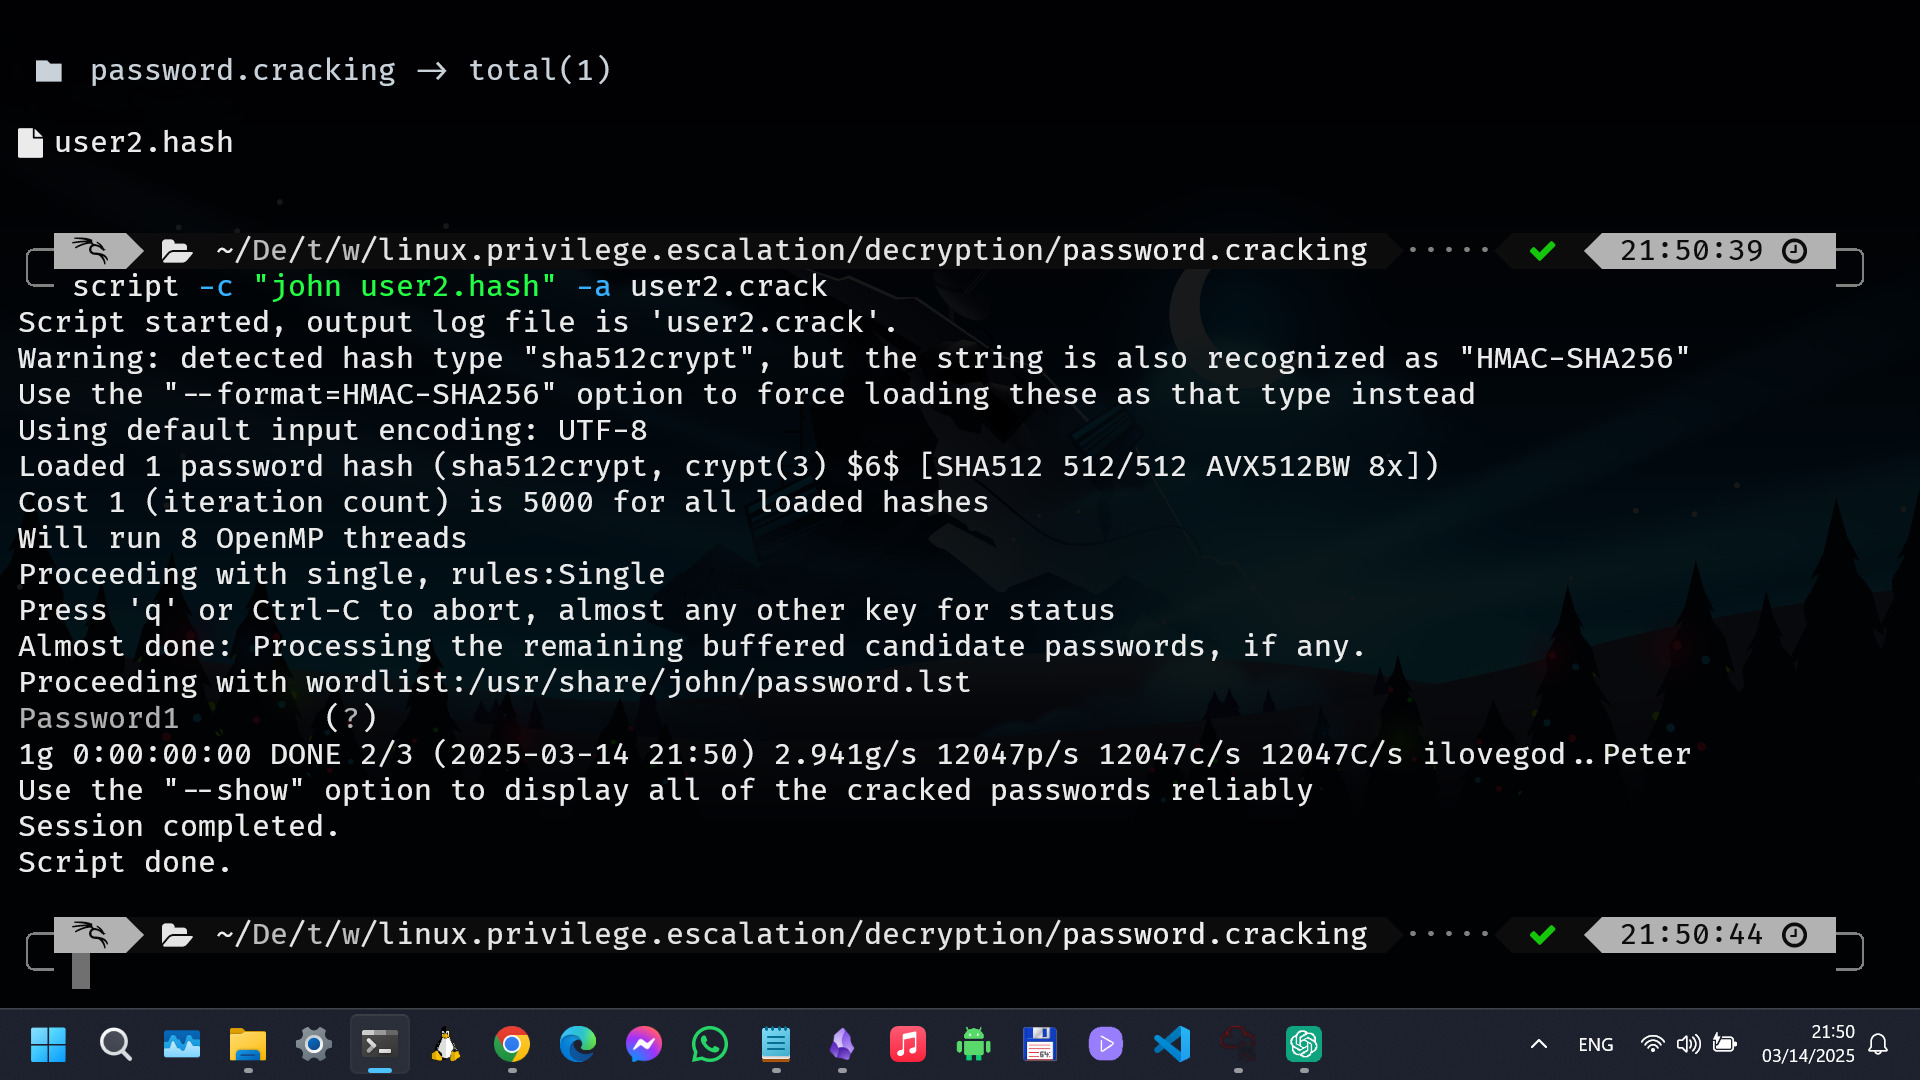 password.cracking → total(1)
user2.hash
~/De/t/w/linux.privilege.escalation/decryption/password.cracking ····· ✔ 21:50:39
script -c "john user2.hash" -a user2.crack
Script started, output log file is 'user2.crack'.
Warning: detected hash type "sha512crypt", but the string is also recognized as "HMAC-SHA256"
Use the "--format=HMAC-SHA256" option to force loading these as that type instead
Using default input encoding: UTF-8
Loaded 1 password hash (sha512crypt, crypt(3) $6$ [SHA512 512/512 AVX512BW 8x])
Cost 1 (iteration count) is 5000 for all loaded hashes
Will run 8 OpenMP threads
Proceeding with single, rules:Single
Press 'q' or Ctrl-C to abort, almost any other key for status
Almost done: Processing the remaining buffered candidate passwords, if any.
Proceeding with wordlist:/usr/share/john/password.lst
Password1        (?)
1g 0:00:00:00 DONE 2/3 (2025-03-14 21:50) 2.941g/s 12047p/s 12047c/s 12047C/s ilovegod..Peter
Use the "--show" option to display all of the cracked passwords reliably
Session completed.
Script done.
~/De/t/w/linux.privilege.escalation/decryption/password.cracking ····· ✔ 21:50:44
64
ENG
21:50
03/14/2025